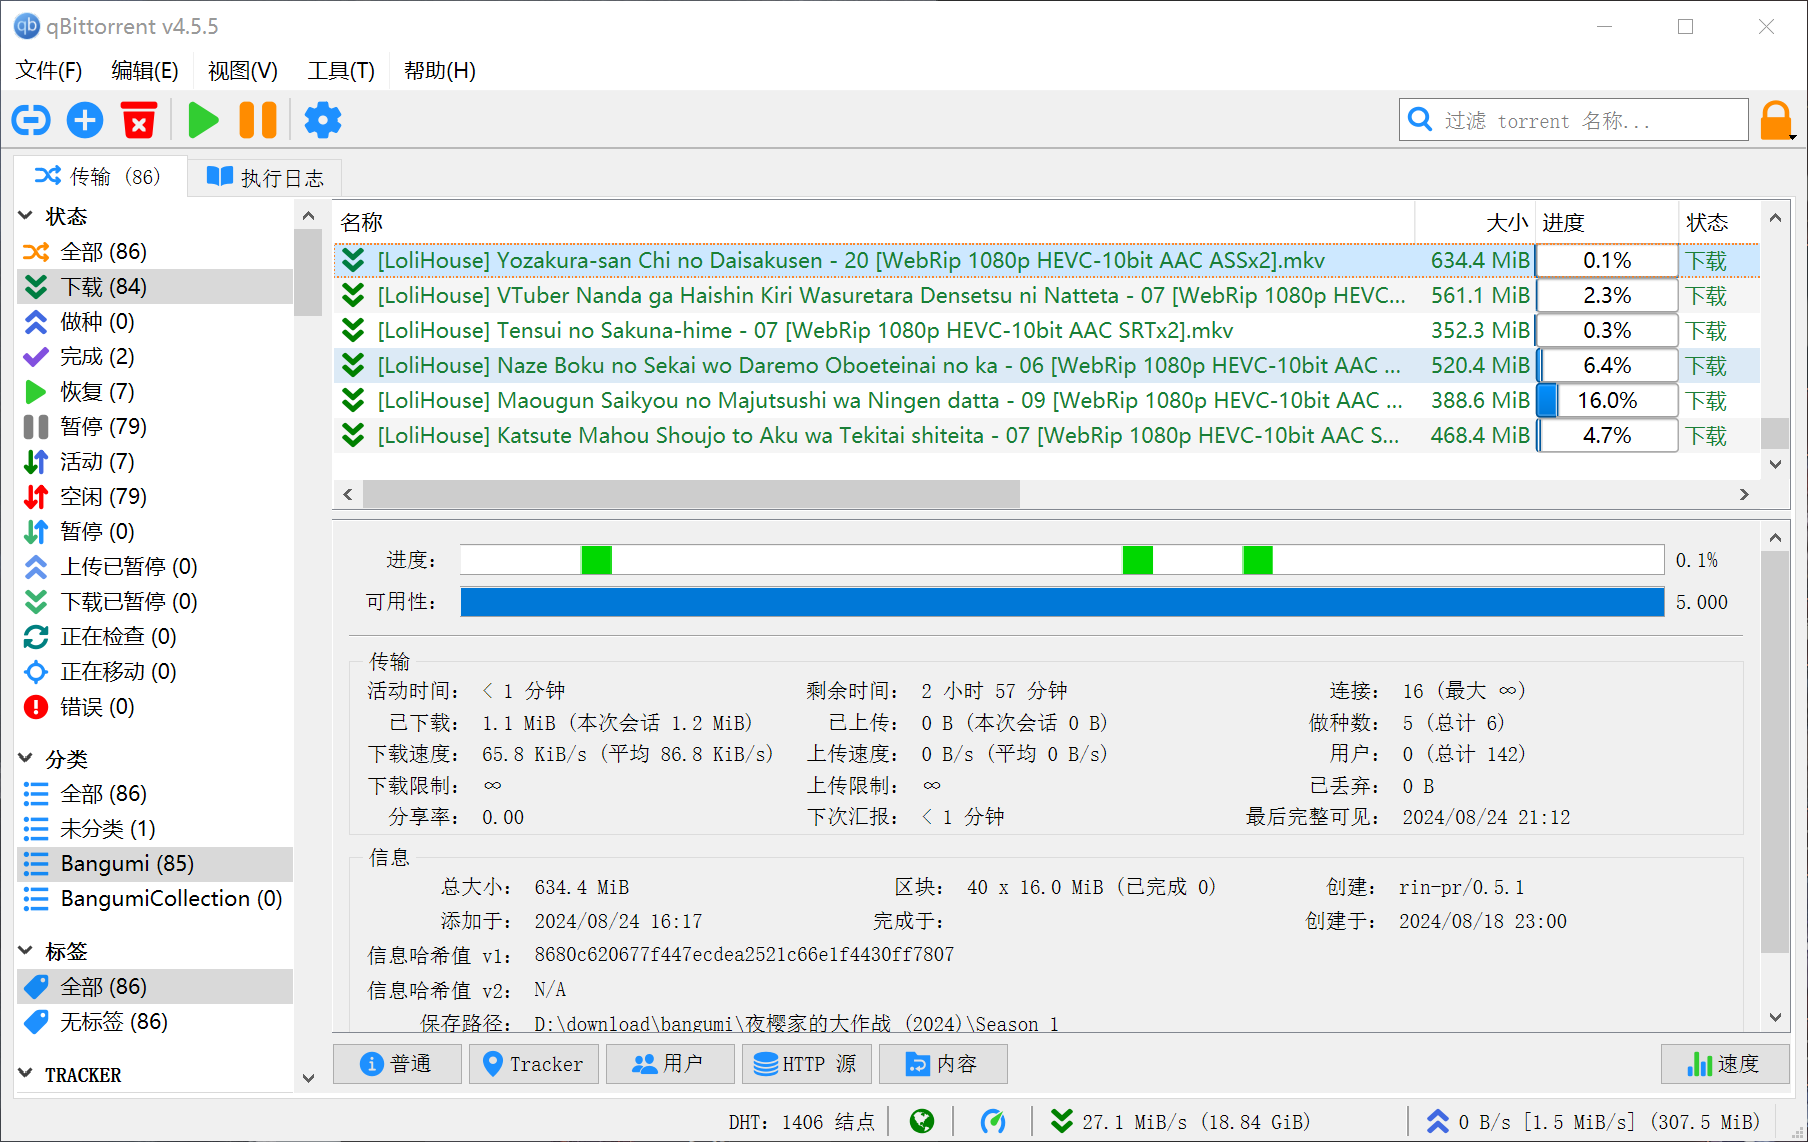 qBittorrent v4.5.5
文件(F) 编辑(E) 视图(V) 工具(T) 帮助(H)
过滤 torrent 名称...
传输 (86) 执行日志
状态
全部 (86)
下载 (84)
做种 (0)
完成 (2)
恢复 (7)
暂停 (79)
活动 (7)
空闲 (79)
暂停 (0)
上传已暂停 (0)
下载已暂停 (0)
正在检查 (0)
正在移动 (0)
错误 (0)
分类
全部 (86)
未分类 (1)
Bangumi (85)
BangumiCollection (0)
标签
全部 (86)
无标签 (86)
TRACKER
名称 大小 进度 状态
[LoliHouse] Yozakura-san Chi no Daisakusen - 20 [WebRip 1080p HEVC-10bit AAC ASSx2].mkv 634.4 MiB 0.1% 下载
[LoliHouse] VTuber Nanda ga Haishin Kiri Wasuretara Densetsu ni Natteta - 07 [WebRip 1080p HEVC... 561.1 MiB 2.3% 下载
[LoliHouse] Tensui no Sakuna-hime - 07 [WebRip 1080p HEVC-10bit AAC SRTx2].mkv 352.3 MiB 0.3% 下载
[LoliHouse] Naze Boku no Sekai wo Daremo Oboeteinai no ka - 06 [WebRip 1080p HEVC-10bit AAC ... 520.4 MiB 6.4% 下载
[LoliHouse] Maougun Saikyou no Majutsushi wa Ningen datta - 09 [WebRip 1080p HEVC-10bit AAC ... 388.6 MiB 16.0% 下载
[LoliHouse] Katsute Mahou Shoujo to Aku wa Tekitai shiteita - 07 [WebRip 1080p HEVC-10bit AAC S... 468.4 MiB 4.7% 下载
进度: 0.1%
可用性: 5.000
传输
活动时间: < 1 分钟 剩余时间: 2 小时 57 分钟 连接: 16 (最大 ∞)
已下载: 1.1 MiB (本次会话 1.2 MiB) 已上传: 0 B (本次会话 0 B) 做种数: 5 (总计 6)
下载速度: 65.8 KiB/s (平均 86.8 KiB/s) 上传速度: 0 B/s (平均 0 B/s) 用户: 0 (总计 142)
下载限制: ∞ 上传限制: ∞ 已丢弃: 0 B
分享率: 0.00 下次汇报: < 1 分钟 最后完整可见: 2024/08/24 21:12
信息
总大小: 634.4 MiB 区块: 40 x 16.0 MiB (已完成 0) 创建: rin-pr/0.5.1
添加于: 2024/08/24 16:17 完成于: 创建于: 2024/08/18 23:00
信息哈希值 v1: 8680c620677f447ecdea2521c66e1f4430ff7807
信息哈希值 v2: N/A
保存路径: D:\download\bangumi\夜樱家的大作战 (2024)\Season 1
普通 Tracker 用户 HTTP 源 内容 速度
DHT: 1406 结点 27.1 MiB/s (18.84 GiB) 0 B/s [1.5 MiB/s] (307.5 MiB)